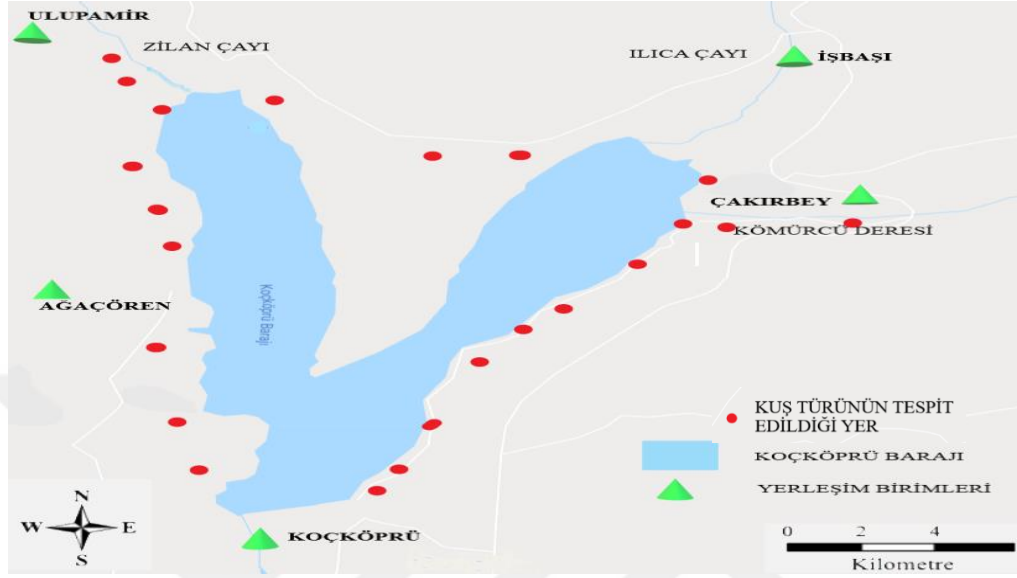 ULUPAMİR
ZİLAN ÇAYI
ILICA ÇAYI
İŞBAŞI
ÇAKIRBEY
KÖMÜRCÜ DERESİ
AĞAÇÖREN
Koçköprü Barajı
KUŞ TÜRÜNÜN TESPİT
EDİLDİĞİ YER
KOÇKÖPRÜ BARAJI
YERLEŞİM BİRİMLERİ
N
W E
S
KOÇKÖPRÜ
0 2 4
Kilometre